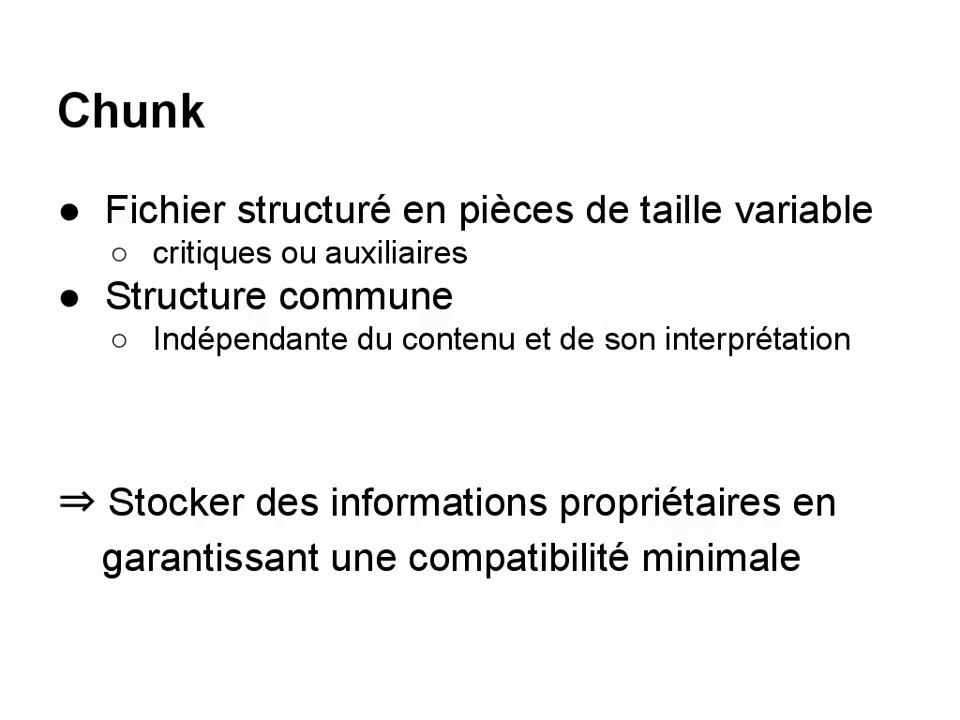 Chunk
● Fichier structuré en pièces de taille variable
○ critiques ou auxiliaires
● Structure commune
○ Indépendante du contenu et de son interprétation
⇒ Stocker des informations propriétaires en
garantissant une compatibilité minimale